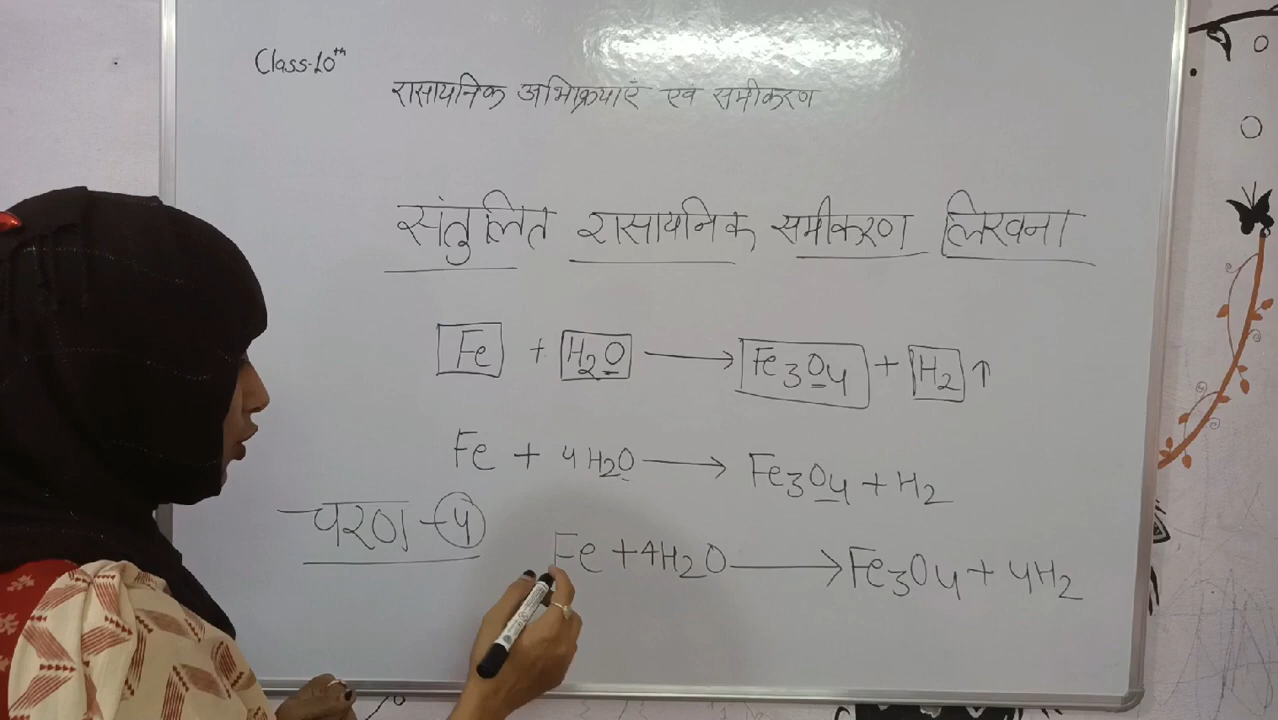 Class-10th
रासायनिक अभिक्रियाएं एवं समीकरण
संतुलित रासायनिक समीकरण लिखना
Fe + H2O → Fe3O4 + H2 ↑
Fe + 4H2O → Fe3O4 + H2
चरण - 4
Fe + 4H2O → Fe3O4 + 4H2